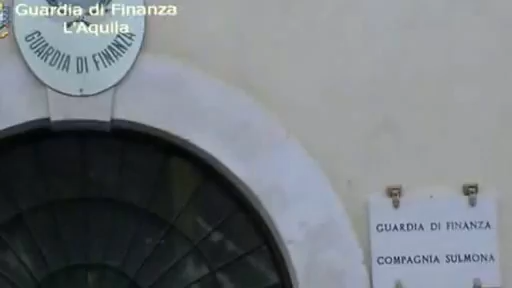 Guardia di Finanza
L'Aquila
GUARDIA DI FINANZA
GUARDIA DI FINANZA
COMPAGNIA SULMONA